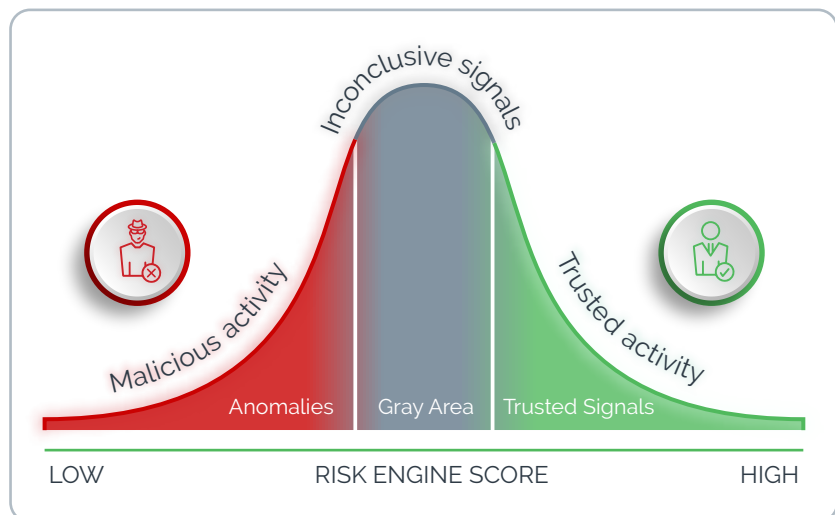 Inconclusive signals
Malicious activity
Trusted activity
Anomalies
Gray Area
Trusted Signals
LOW
RISK ENGINE SCORE
HIGH